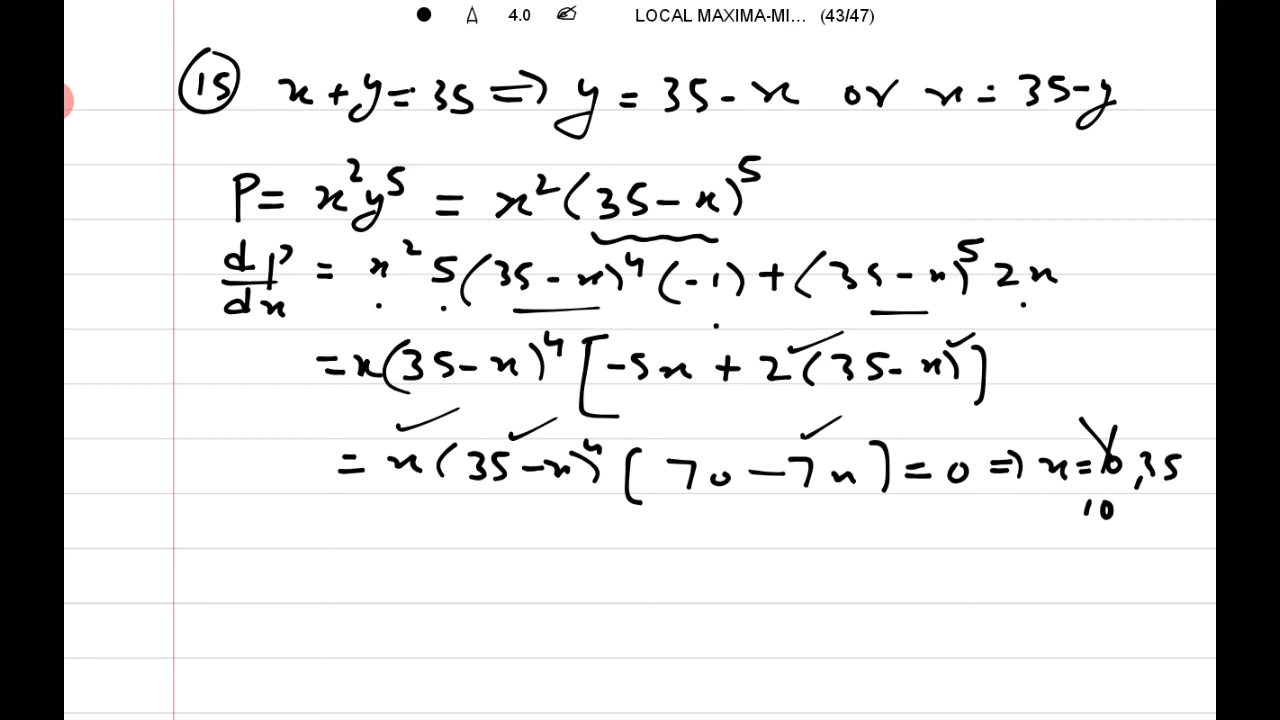 4.0 LOCAL MAXIMA-MI... (43/47)
15 x + y = 35 ⇒ y = 35 - x or x = 35 - y
P = x²y⁵ = x²(35 - x)⁵
dP/dx = x² 5(35 - x)⁴(-1) + (35 - x)⁵ 2x
= x(35 - x)⁴ [-5x + 2(35 - x)]
= x(35 - x)⁴ [70 - 7x] = 0 ⇒ x = 0, 35
10